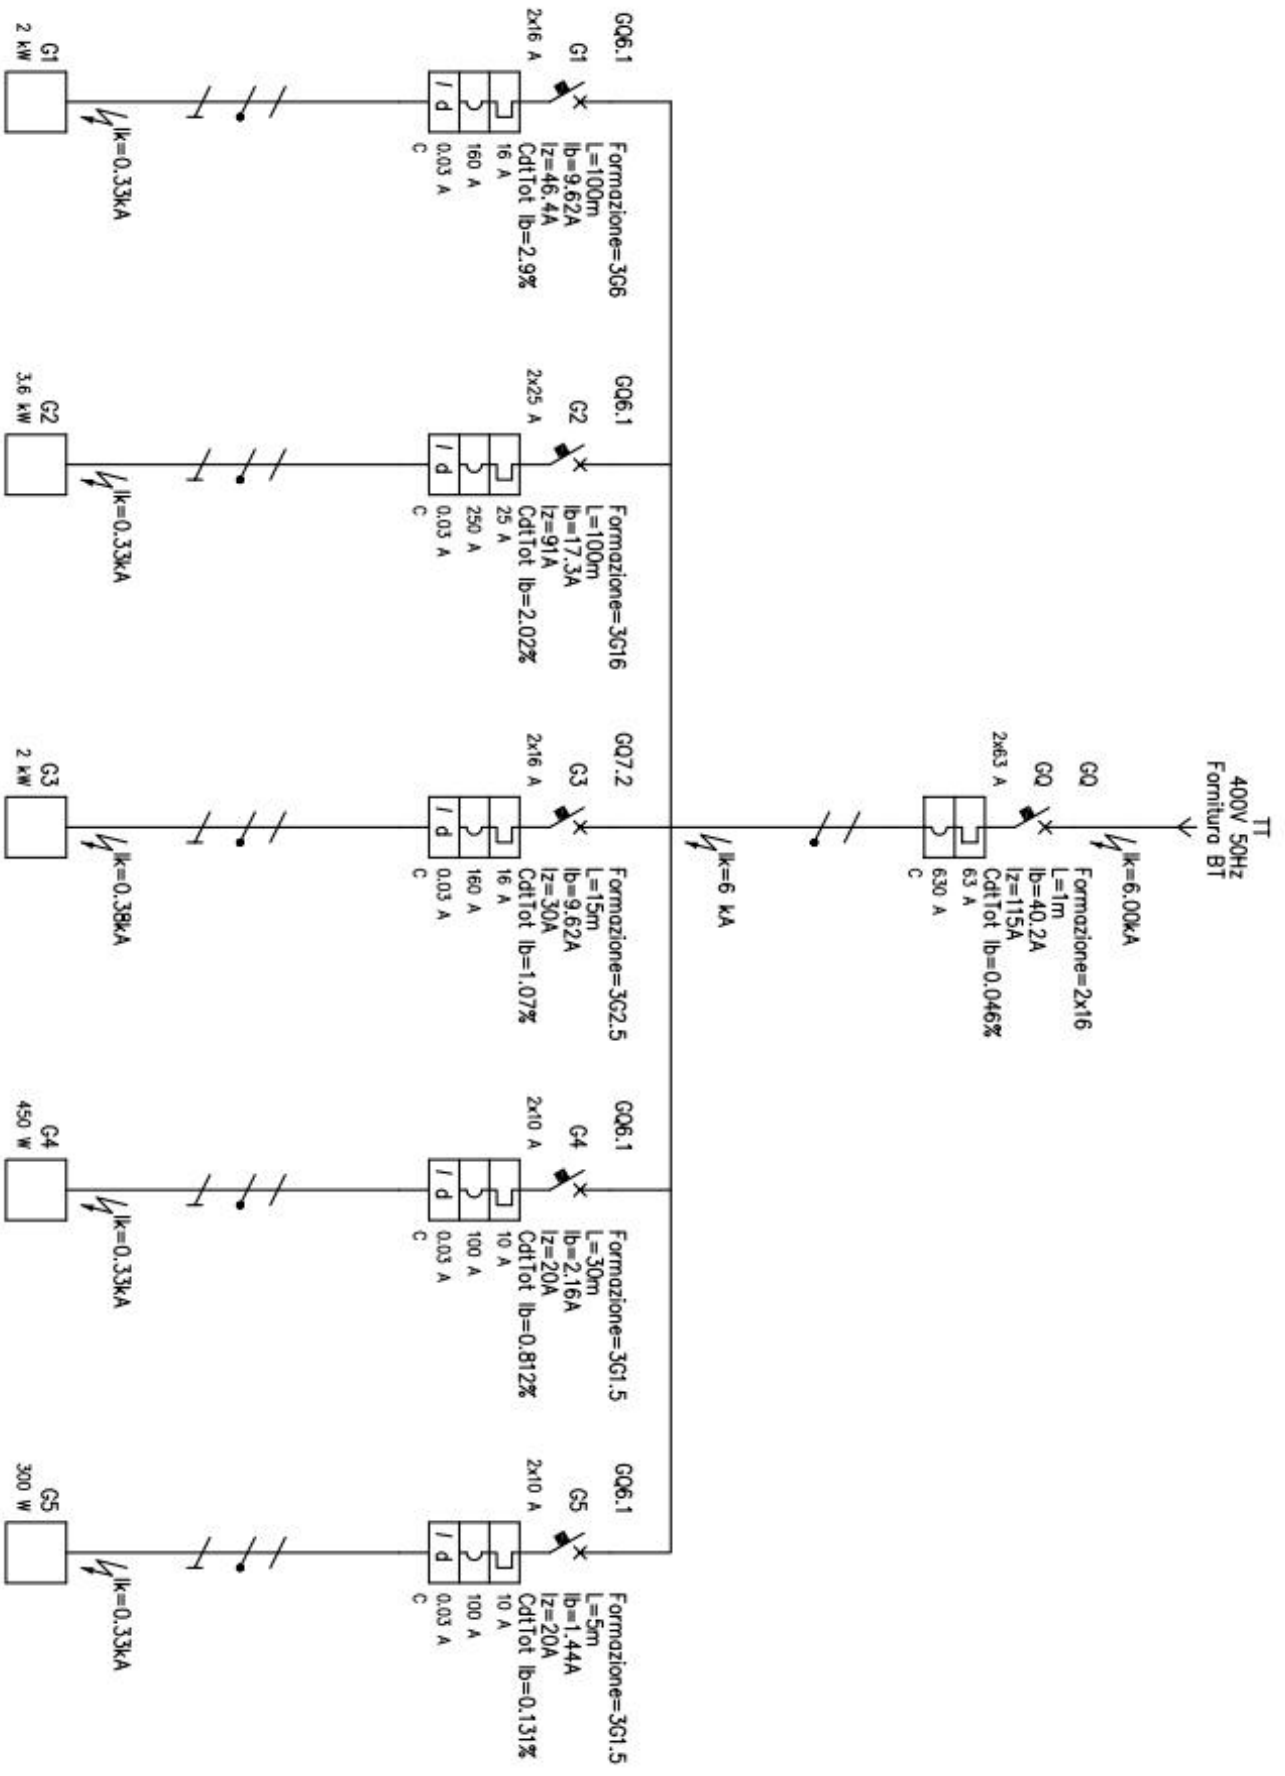 TT
400V 50Hz
Fornitura BT
Ik=6.00kA
GQ
GQ
2x63 A
Formazione=2x16
L=1m
Ib=40.2A
Iz=115A
CdtTot Ib=0.046%
63 A
630 A
C
Ik=6 kA
GQ6.1
G1
2x16 A
Formazione=3G6
L=100m
Ib=9.62A
Iz=46.4A
CdtTot Ib=2.9%
16 A
160 A
I d
0.03 A
C
Ik=0.33kA
G1
2 kW
GQ6.1
G2
2x25 A
Formazione=3G16
L=100m
Ib=17.3A
Iz=91A
CdtTot Ib=2.02%
25 A
250 A
I d
0.03 A
C
Ik=0.33kA
G2
3.6 kW
GQ7.2
G3
2x16 A
Formazione=3G2.5
L=15m
Ib=9.62A
Iz=30A
CdtTot Ib=1.07%
16 A
160 A
I d
0.03 A
C
Ik=0.38kA
G3
2 kW
GQ6.1
G4
2x10 A
Formazione=3G1.5
L=30m
Ib=2.16A
Iz=20A
CdtTot Ib=0.812%
10 A
100 A
I d
0.03 A
C
Ik=0.33kA
G4
450 W
GQ6.1
G5
2x10 A
Formazione=3G1.5
L=5m
Ib=1.44A
Iz=20A
CdtTot Ib=0.131%
10 A
100 A
I d
0.03 A
C
Ik=0.33kA
G5
300 W